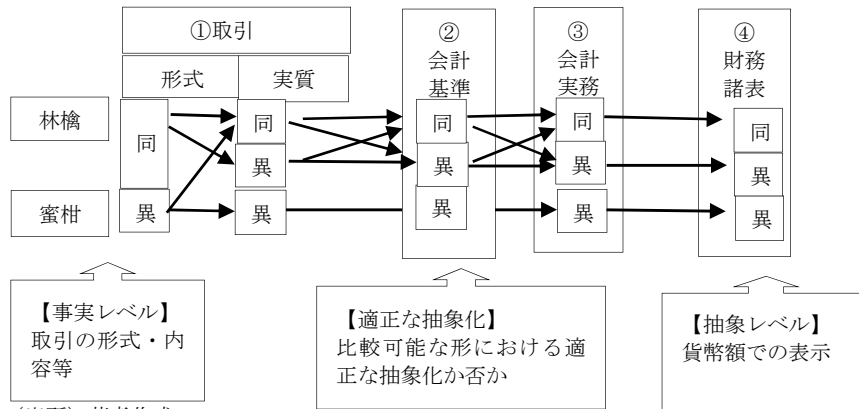 ①取引
形式
実質
②
会計
基準
③
会計
実務
④
財務
諸表
林檎
同
同
異
同
異
同
異
同
異
蜜柑
異
異
異
異
異
【事実レベル】
取引の形式・内
容等
【適正な抽象化】
比較可能な形における適
正な抽象化か否か
【抽象レベル】
貨幣額での表示